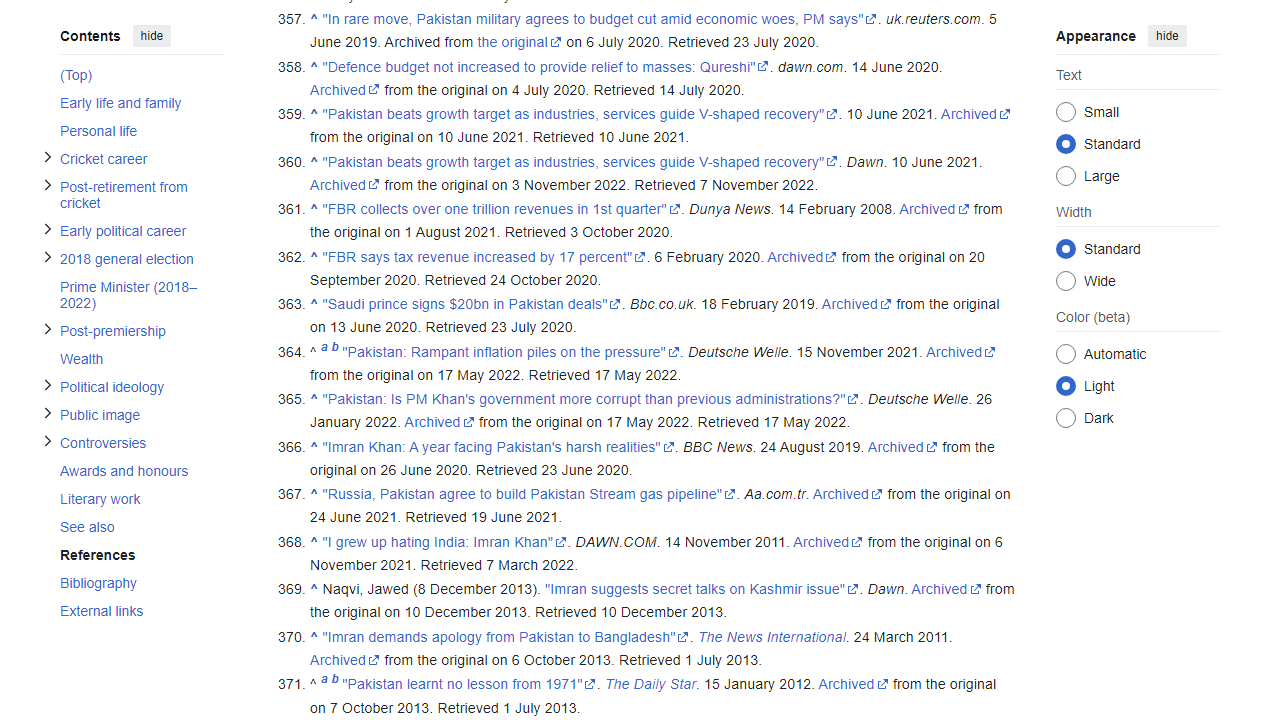 Contents hide
(Top)
Early life and family
Personal life
Cricket career
Post-retirement from
cricket
Early political career
2018 general election
Prime Minister (2018–
2022)
Post-premiership
Wealth
Political ideology
Public image
Controversies
Awards and honours
Literary work
See also
References
Bibliography
External links
357. ^ "In rare move, Pakistan military agrees to budget cut amid economic woes, PM says". uk.reuters.com. 5
June 2019. Archived from the original on 6 July 2020. Retrieved 23 July 2020.
358. ^ "Defence budget not increased to provide relief to masses: Qureshi". dawn.com. 14 June 2020.
Archived from the original on 4 July 2020. Retrieved 14 July 2020.
359. ^ "Pakistan beats growth target as industries, services guide V-shaped recovery". 10 June 2021. Archived
from the original on 10 June 2021. Retrieved 10 June 2021.
360. ^ "Pakistan beats growth target as industries, services guide V-shaped recovery". Dawn. 10 June 2021.
Archived from the original on 3 November 2022. Retrieved 7 November 2022.
361. ^ "FBR collects over one trillion revenues in 1st quarter". Dunya News. 14 February 2008. Archived from
the original on 1 August 2021. Retrieved 3 October 2020.
362. ^ "FBR says tax revenue increased by 17 percent". 6 February 2020. Archived from the original on 20
September 2020. Retrieved 24 October 2020.
363. ^ "Saudi prince signs $20bn in Pakistan deals". Bbc.co.uk. 18 February 2019. Archived from the original
on 13 June 2020. Retrieved 23 July 2020.
364. ^ a b "Pakistan: Rampant inflation piles on the pressure". Deutsche Welle. 15 November 2021. Archived
from the original on 17 May 2022. Retrieved 17 May 2022.
365. ^ "Pakistan: Is PM Khan's government more corrupt than previous administrations?". Deutsche Welle. 26
January 2022. Archived from the original on 17 May 2022. Retrieved 17 May 2022.
366. ^ "Imran Khan: A year facing Pakistan's harsh realities". BBC News. 24 August 2019. Archived from the
original on 26 June 2020. Retrieved 23 June 2020.
367. ^ "Russia, Pakistan agree to build Pakistan Stream gas pipeline". Aa.com.tr. Archived from the original on
24 June 2021. Retrieved 19 June 2021.
368. ^ "I grew up hating India: Imran Khan". DAWN.COM. 14 November 2011. Archived from the original on 6
November 2021. Retrieved 7 March 2022.
369. ^ Naqvi, Jawed (8 December 2013). "Imran suggests secret talks on Kashmir issue". Dawn. Archived from
the original on 10 December 2013. Retrieved 10 December 2013.
370. ^ "Imran demands apology from Pakistan to Bangladesh". The News International. 24 March 2011.
Archived from the original on 6 October 2013. Retrieved 1 July 2013.
371. ^ a b "Pakistan learnt no lesson from 1971". The Daily Star. 15 January 2012. Archived from the original
on 7 October 2013. Retrieved 1 July 2013.
Appearance hide
Text
Small
Standard
Large
Width
Standard
Wide
Color (beta)
Automatic
Light
Dark